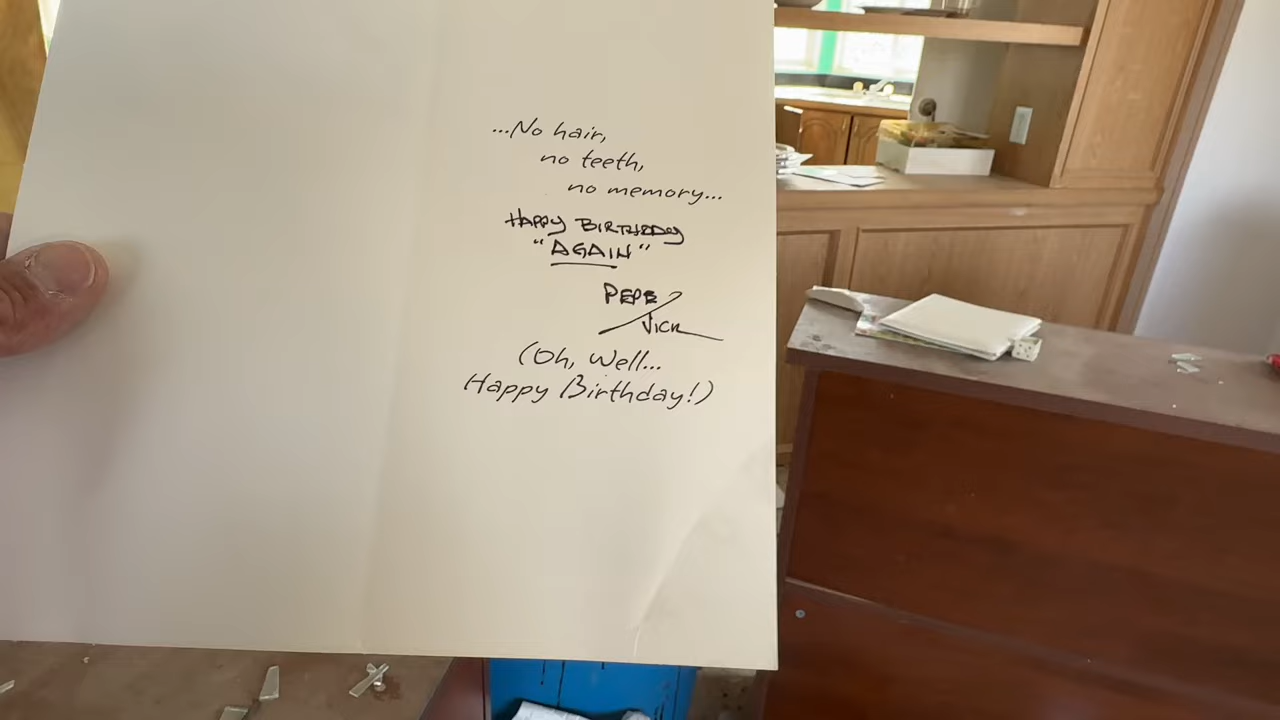 ...No hair,
no teeth,
no memory...
HAPPY BIRTHDAY
"AGAIN"
PEPE
VICK
(Oh, Well...
Happy Birthday!)